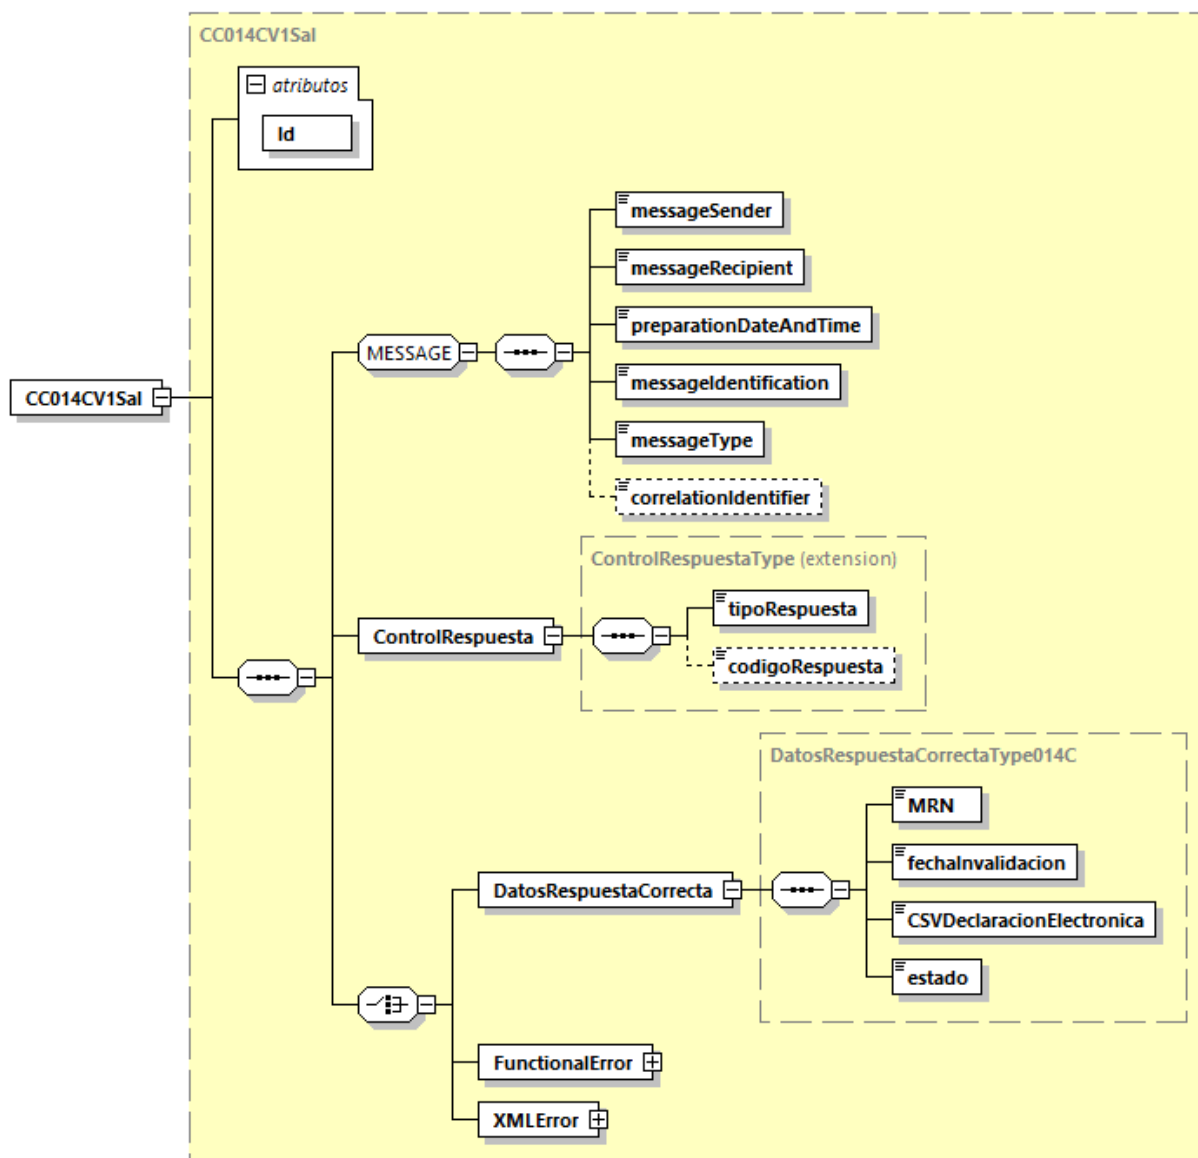 CC014CV1Sal
atributos
Id
messageSender
messageRecipient
preparationDateAndTime
MESSAGE
messageIdentification
CC014CV1Sal
messageType
correlationIdentifier
ControlRespuestaType (extension)
tipoRespuesta
ControlRespuesta
codigoRespuesta
DatosRespuestaCorrectaType014C
MRN
fechaInvalidacion
DatosRespuestaCorrecta
CSVDeclaracionElectronica
estado
FunctionalError
XMLError